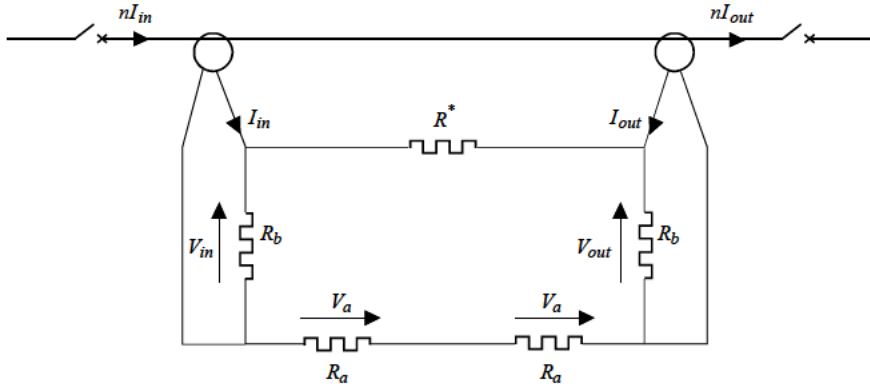 nI_in nI_out
I_in R* I_out
V_in R_b V_out R_b
V_a V_a
R_a R_a